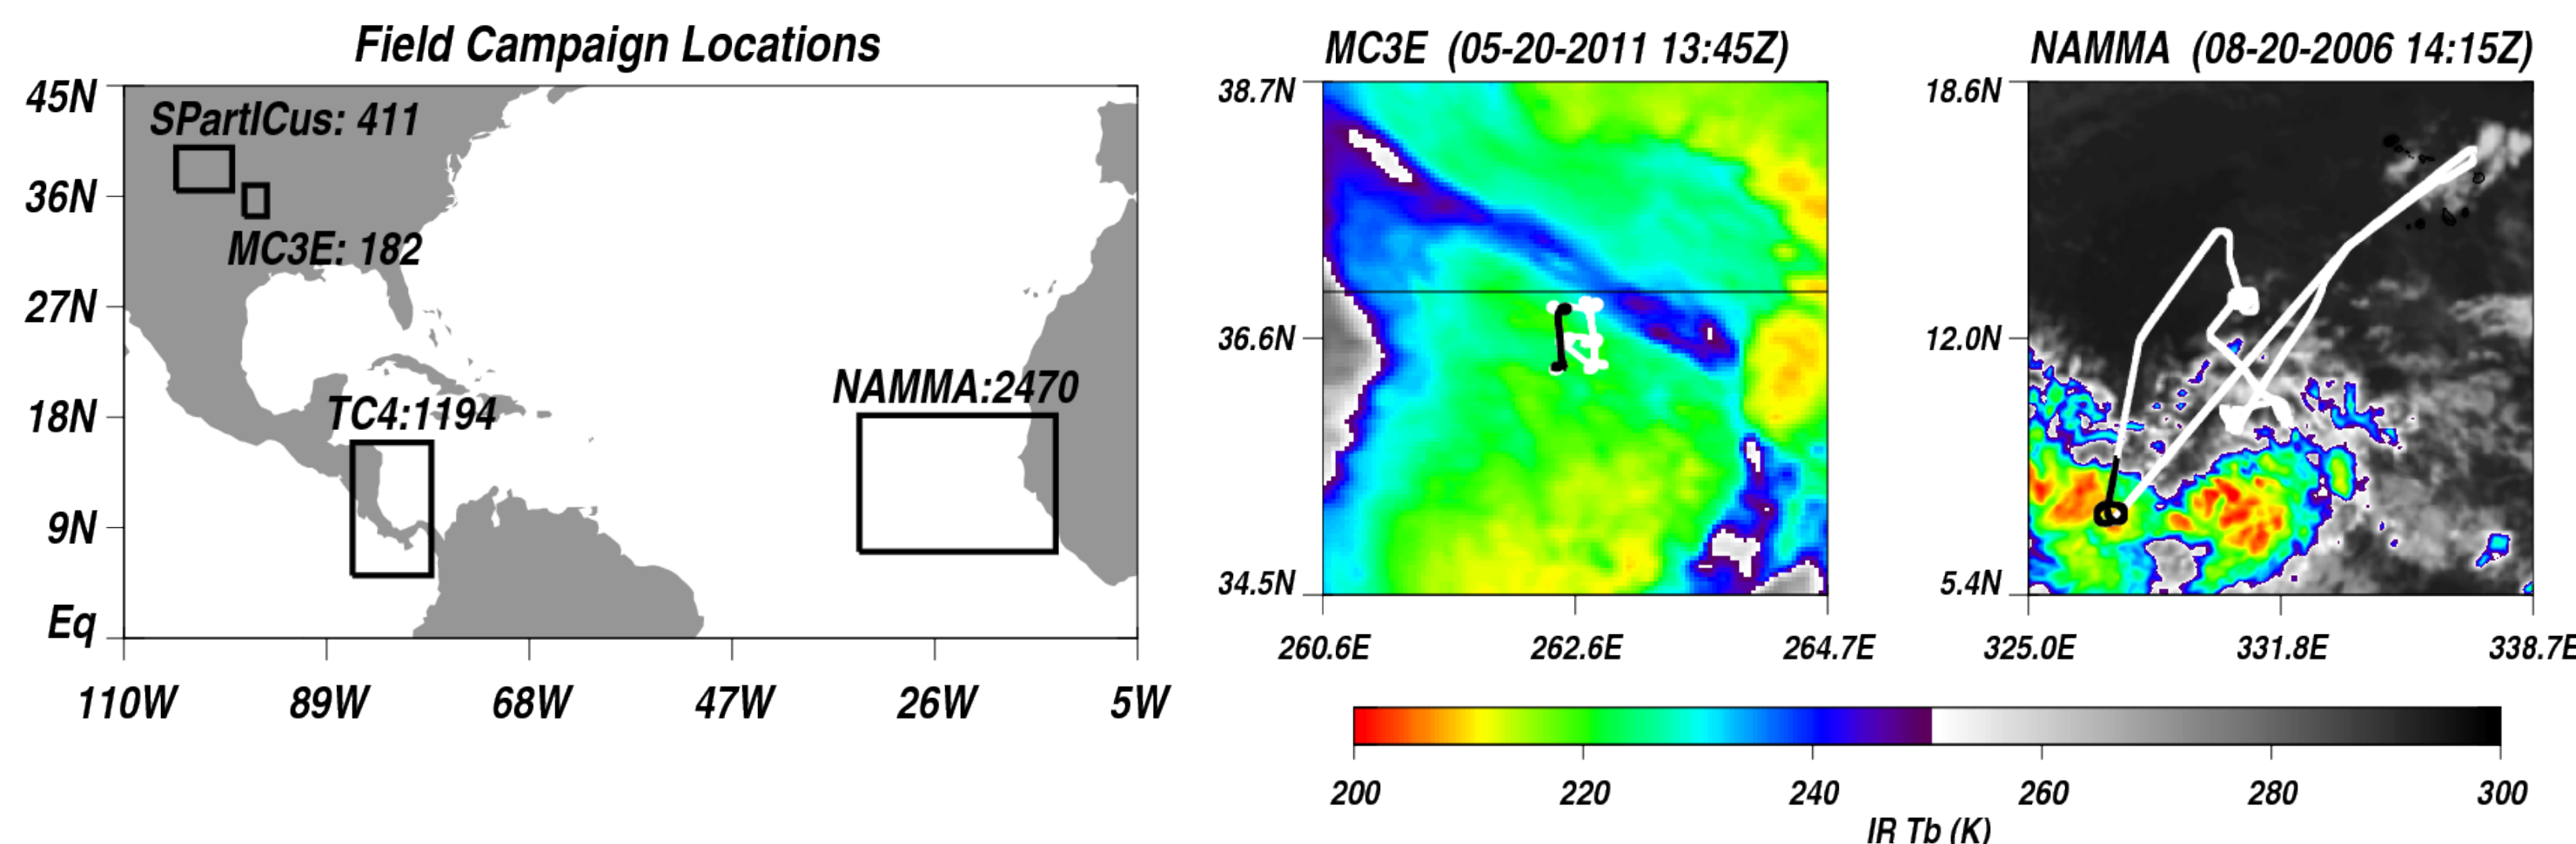 Field Campaign Locations
45N
36N
27N
18N
9N
Eq
110W 89W 68W 47W 26W 5W
SPartICus: 411
MC3E: 182
TC4:1194
NAMMA:2470
MC3E (05-20-2011 13:45Z)
38.7N
36.6N
34.5N
260.6E 262.6E 264.7E
NAMMA (08-20-2006 14:15Z)
18.6N
12.0N
5.4N
325.0E 331.8E 338.7E
200 220 240 260 280 300
IR Tb (K)